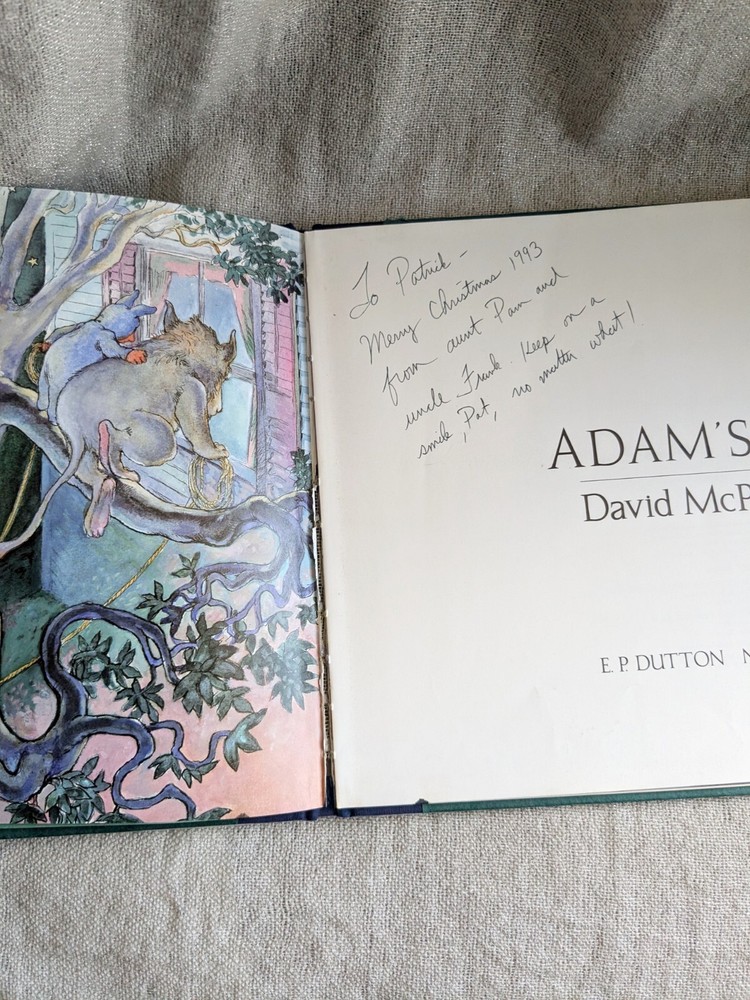 To Patrick -
Merry Christmas 1993
from aunt Pam and
uncle Frank. Keep on a
smile, Pat, no matter what!
ADAM'S
David McP
E. P. DUTTON N